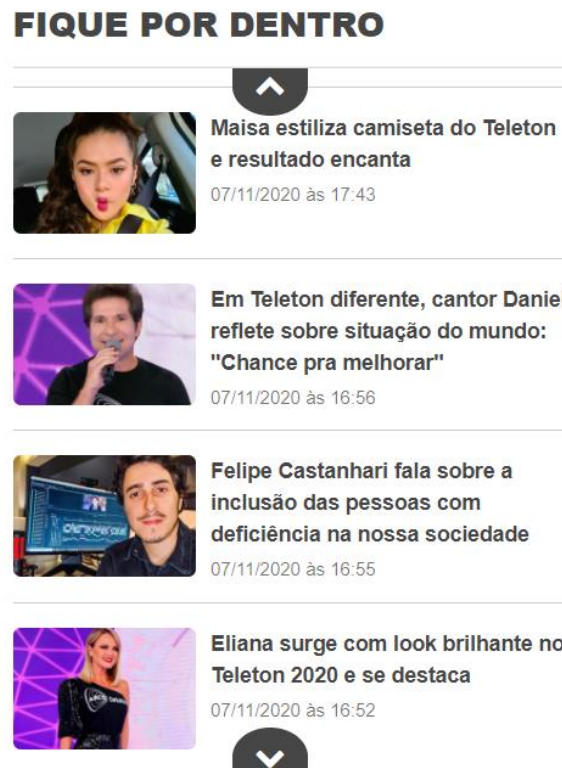 FIQUE POR DENTRO
Maisa estiliza camiseta do Teleton
e resultado encanta
07/11/2020 às 17:43
Em Teleton diferente, cantor Daniel
reflete sobre situação do mundo:
"Chance pra melhorar"
07/11/2020 às 16:56
Felipe Castanhari fala sobre a
inclusão das pessoas com
deficiência na nossa sociedade
07/11/2020 às 16:55
Eliana surge com look brilhante no
Teleton 2020 e se destaca
07/11/2020 às 16:52